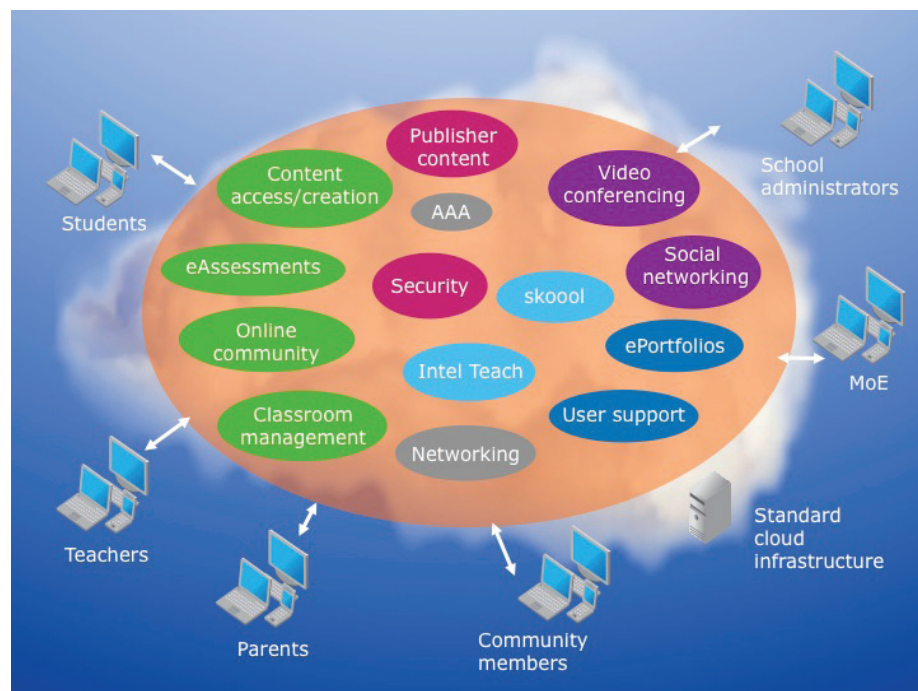 Publisher
content
Content
access/creation
Video
conferencing
School
administrators
AAA
Students
eAssessments
Security
skoool
Social
networking
Online
community
ePortfolios
Intel Teach
MoE
Classroom
management
User support
Networking
Standard
cloud
infrastructure
Teachers
Parents
Community
members